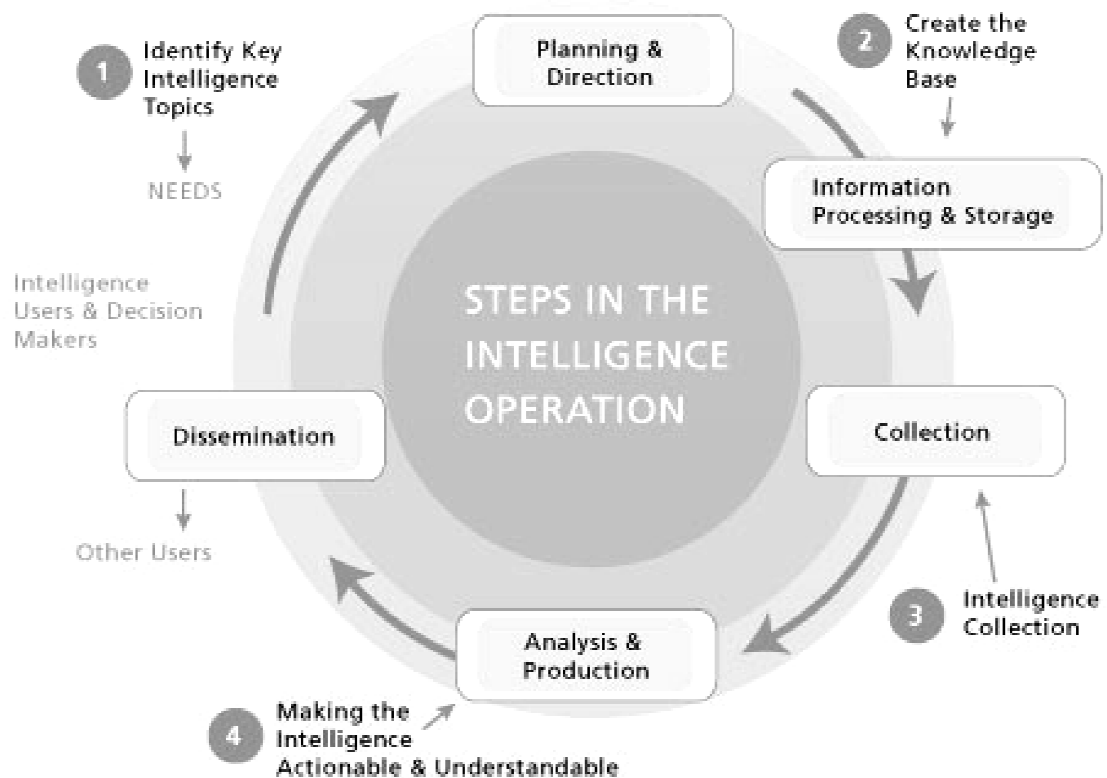 1
Identify Key
Intelligence
Topics
NEEDS
Intelligence
Users & Decision
Makers
Planning &
Direction
2
Create the
Knowledge
Base
Information
Processing & Storage
STEPS IN THE
INTELLIGENCE
OPERATION
Collection
3
Intelligence
Collection
Analysis &
Production
4
Making the
Intelligence
Actionable & Understandable
Dissemination
Other Users